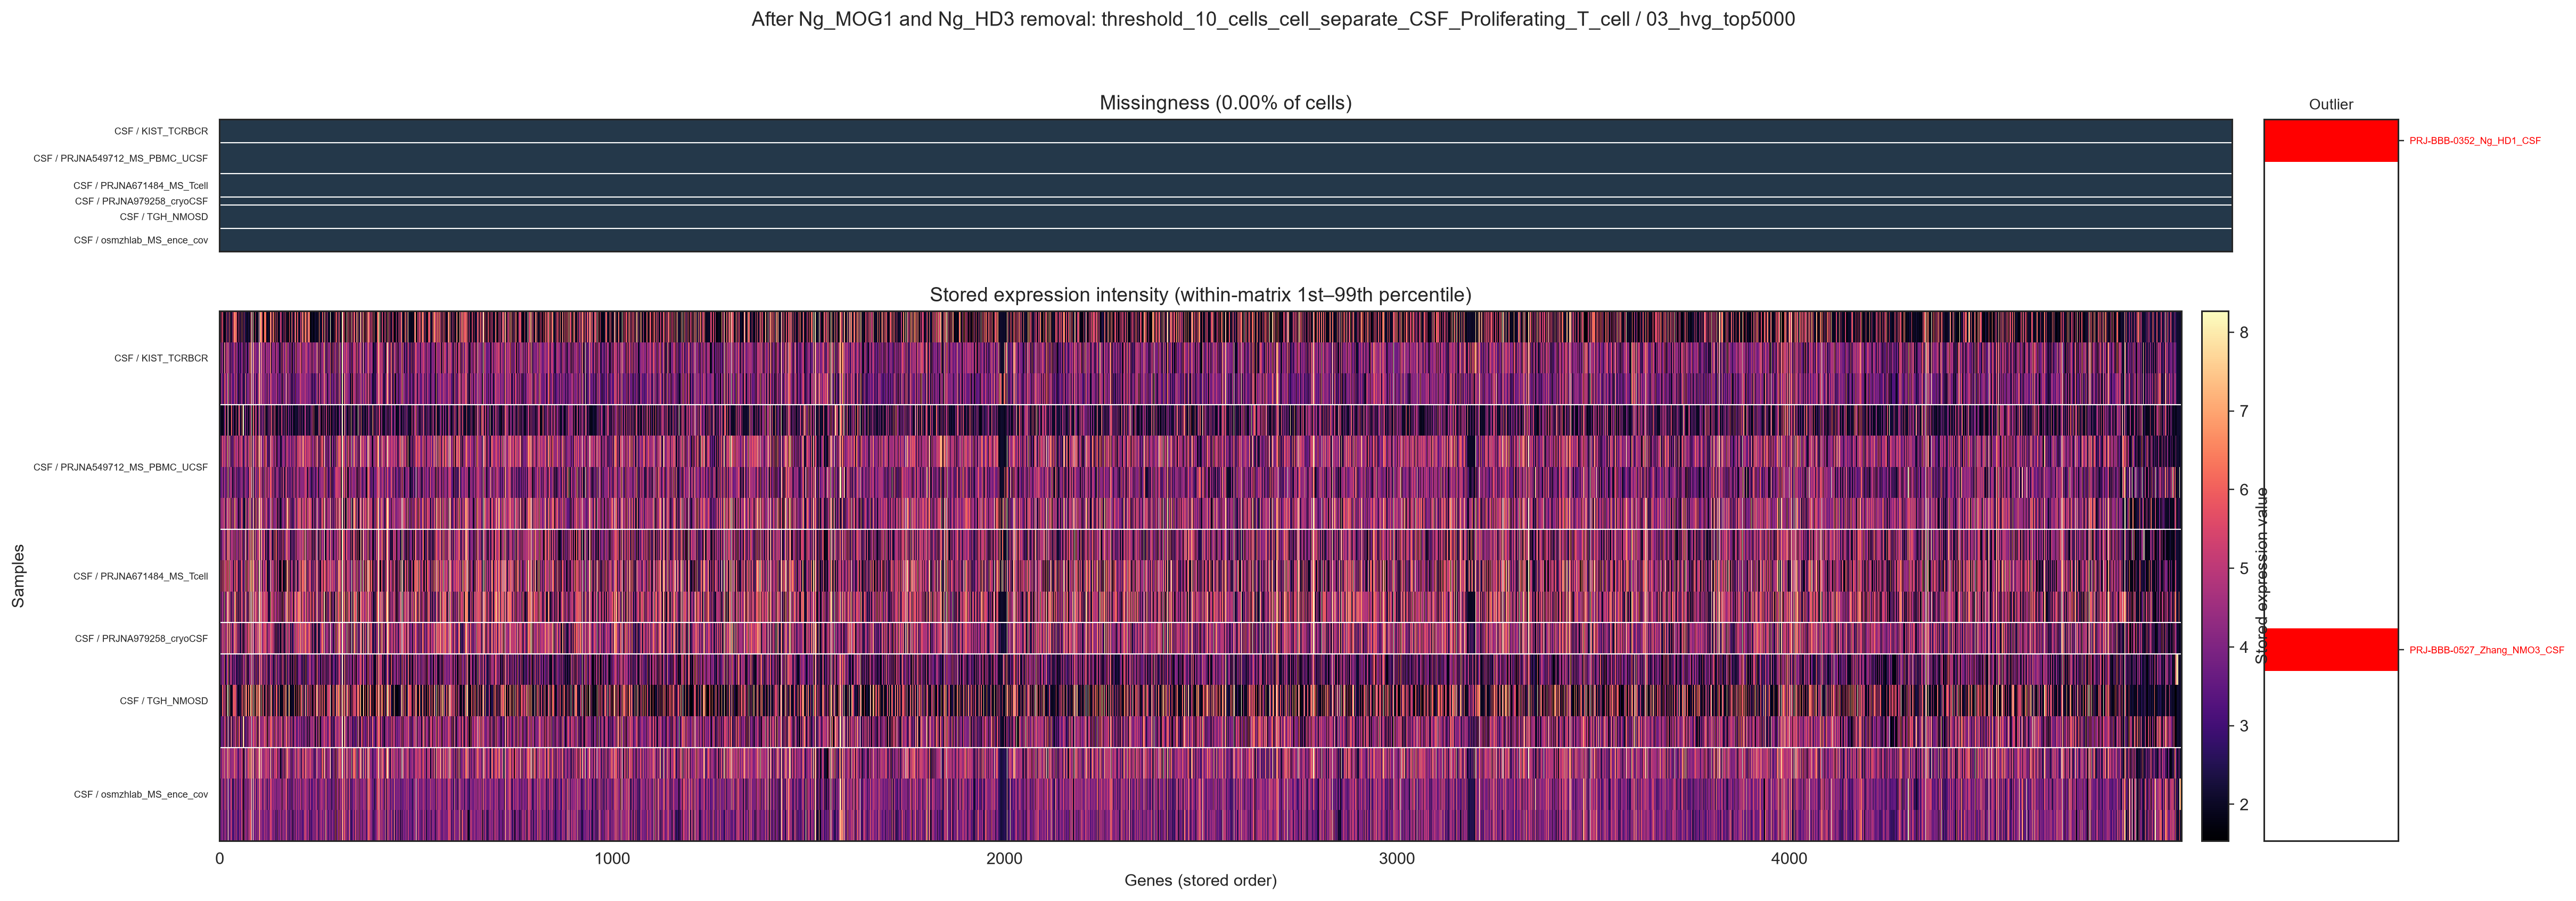 After Ng_MOG1 and Ng_HD3 removal: threshold_10_cells_cell_separate_CSF_Proliferating_T_cell / 03_hvg_top5000
Missingness (0.00% of cells)
CSF / KIST_TCRBCR
CSF / PRJNA549712_MS_PBMC_UCSF
CSF / PRJNA671484_MS_Tcell
CSF / PRJNA979258_cryoCSF
CSF / TGH_NMOSD
CSF / osmzhlab_MS_ence_cov
Outlier
PRJ-BBB-0352_Ng_HD1_CSF
PRJ-BBB-0527_Zhang_NMO3_CSF
Stored expression intensity (within-matrix 1st–99th percentile)
Samples
CSF / KIST_TCRBCR
CSF / PRJNA549712_MS_PBMC_UCSF
CSF / PRJNA671484_MS_Tcell
CSF / PRJNA979258_cryoCSF
CSF / TGH_NMOSD
CSF / osmzhlab_MS_ence_cov
0 1000 2000 3000 4000
Genes (stored order)
8
7
6
5
4
3
2
Stored expression value